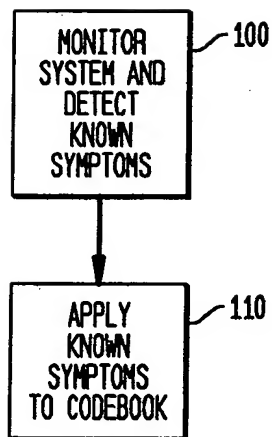 MONITOR
SYSTEM AND
DETECT
KNOWN
SYMPTOMS
100
APPLY
KNOWN
SYMPTOMS
TO CODEBOOK
110